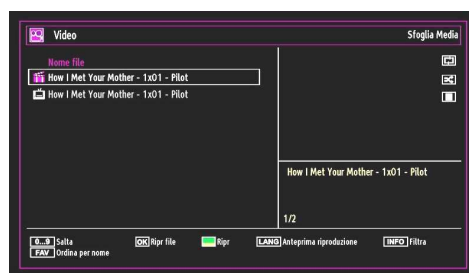 Video
Sfoglia Media
Nome file
How I Met Your Mother - 1x01 - Pilot
How I Met Your Mother - 1x01 - Pilot
How I Met Your Mother - 1x01 - Pilot
1/2
0...9 Salta
OK Ripr file
Ripr
LANG Anteprima riproduzione
INFO Filtra
FAV Ordina per nome